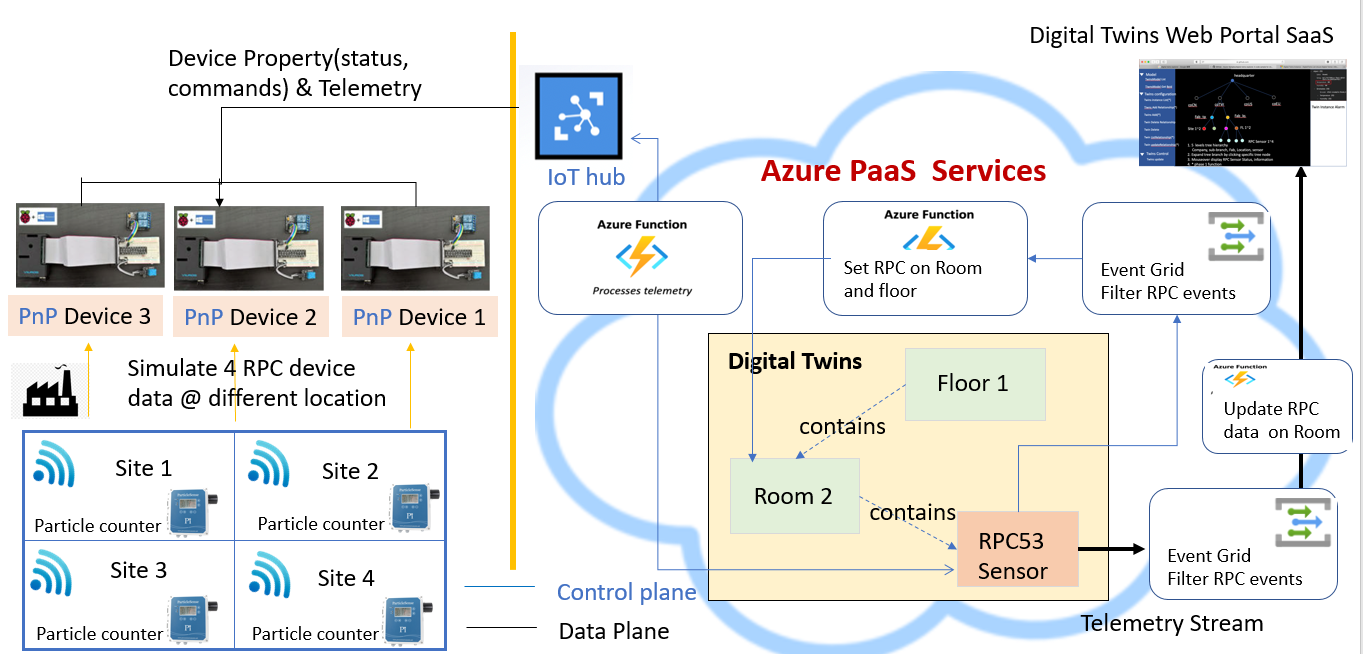 Digital Twins Web Portal SaaS
Device Property(status,
commands) & Telemetry
IoT hub
Azure PaaS  Services
PnP Device 3
PnP Device 2
PnP Device 1
Azure Function
Processes telemetry
Azure Function
Set RPC on Room
and floor
Event Grid
Filter RPC events
Simulate 4 RPC device
data @ different location
Digital Twins
Floor 1
contains
Room 2
contains
RPC53
Sensor
Azure Function
Update RPC
data  on Room
Event Grid
Filter RPC events
Telemetry Stream
Site 1
Particle counter
Site 2
Particle counter
Site 3
Particle counter
Site 4
Particle counter
Control plane
Data Plane